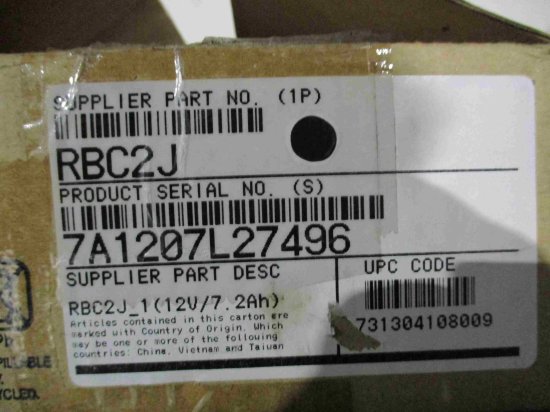 SUPPLIER PART NO. (1P)
RBC2J
PRODUCT SERIAL NO. (S)
7A1207L27496
SUPPLIER PART DESC
UPC CODE
RBC2J_1(12V/7.2Ah)
Articles contained in this carton are
marked with Country of Origin. Which
may be one or more of the following
countries: China, Vietnam and Taiuan
731304108009